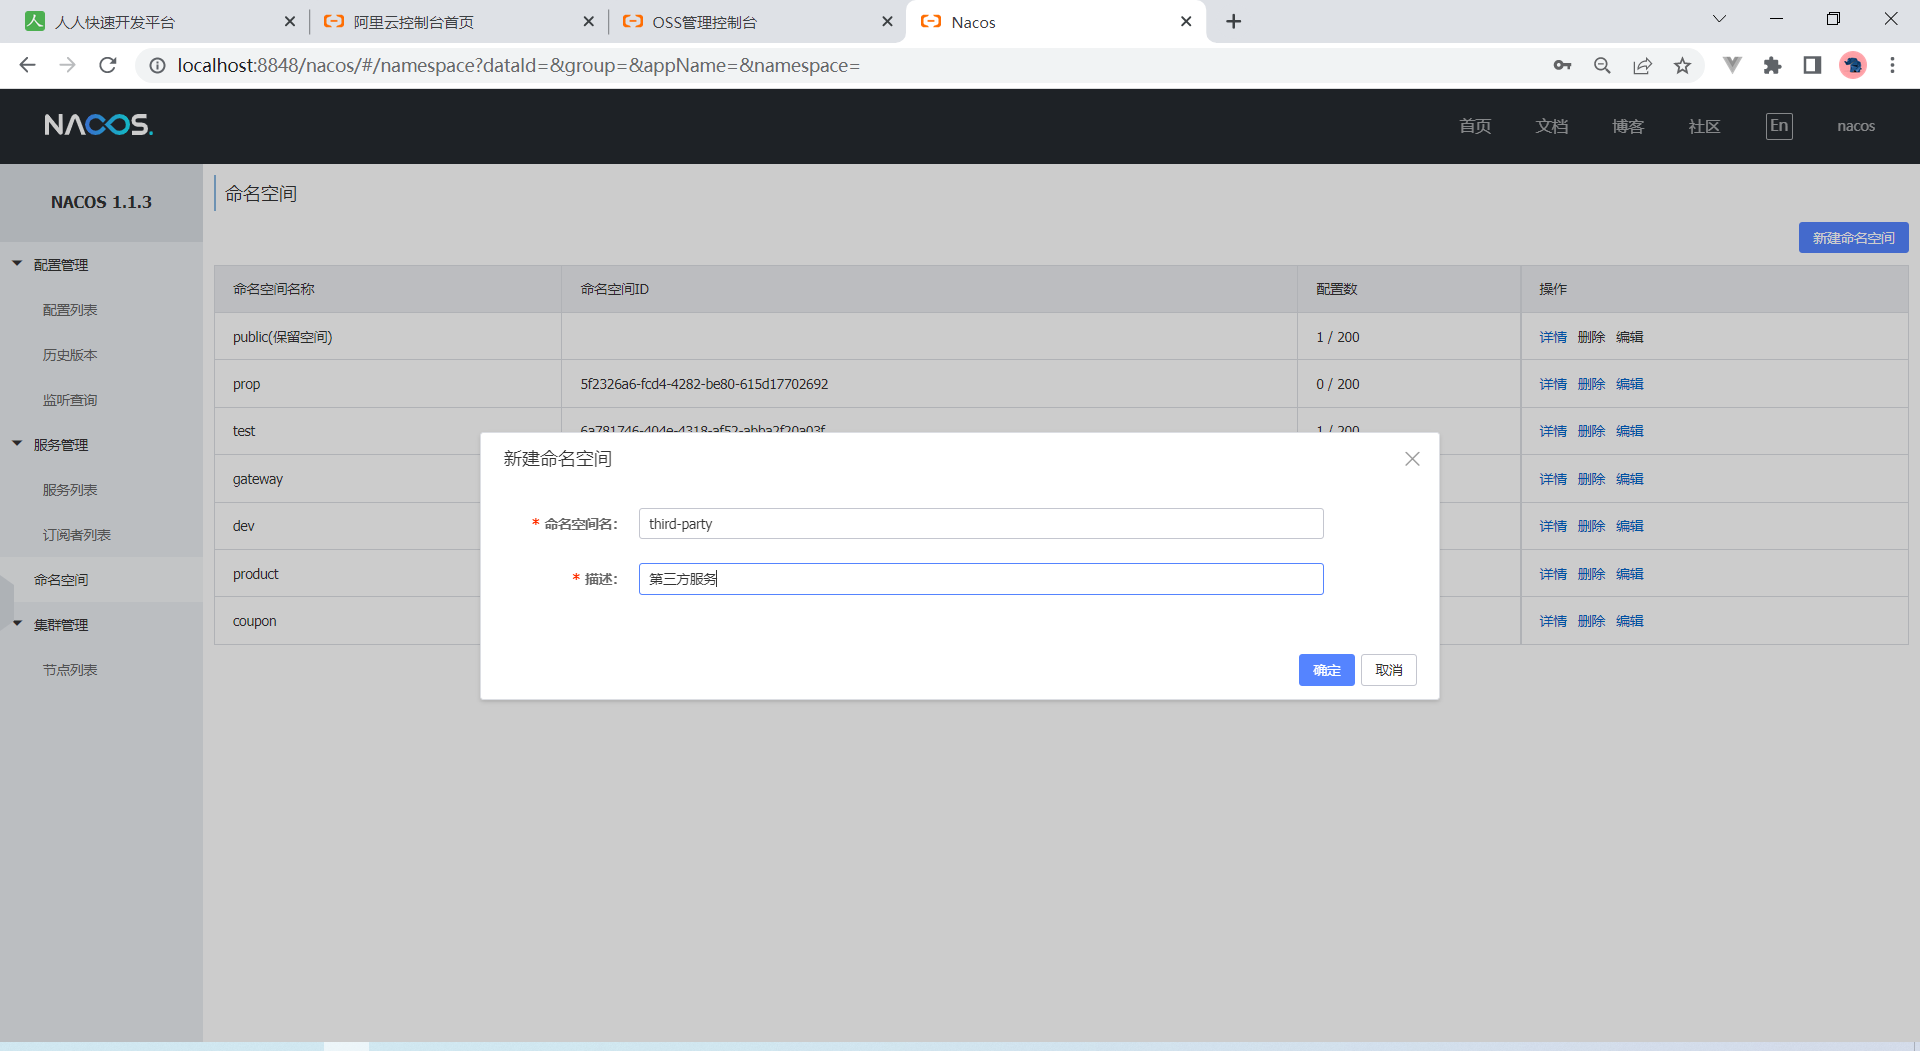 人人快速开发平台
阿里云控制台首页
OSS管理控制台
Nacos
localhost:8848/nacos/#/namespace?dataId=&group=&appName=&namespace=
NACOS.
首页 文档 博客 社区 En nacos
NACOS 1.1.3
配置管理
配置列表
历史版本
监听查询
服务管理
服务列表
订阅者列表
命名空间
集群管理
节点列表
命名空间
新建命名空间
命名空间名称 命名空间ID 配置数 操作
public(保留空间) 1 / 200 详情 删除 编辑
prop 5f2326a6-fcd4-4282-be80-615d17702692 0 / 200 详情 删除 编辑
test 6a781746-404e-4318-af52-abba2f20a03f 1 / 200 详情 删除 编辑
gateway 详情 删除 编辑
dev 详情 删除 编辑
product 详情 删除 编辑
coupon 详情 删除 编辑
新建命名空间
* 命名空间名: third-party
* 描述: 第三方服务
确定 取消